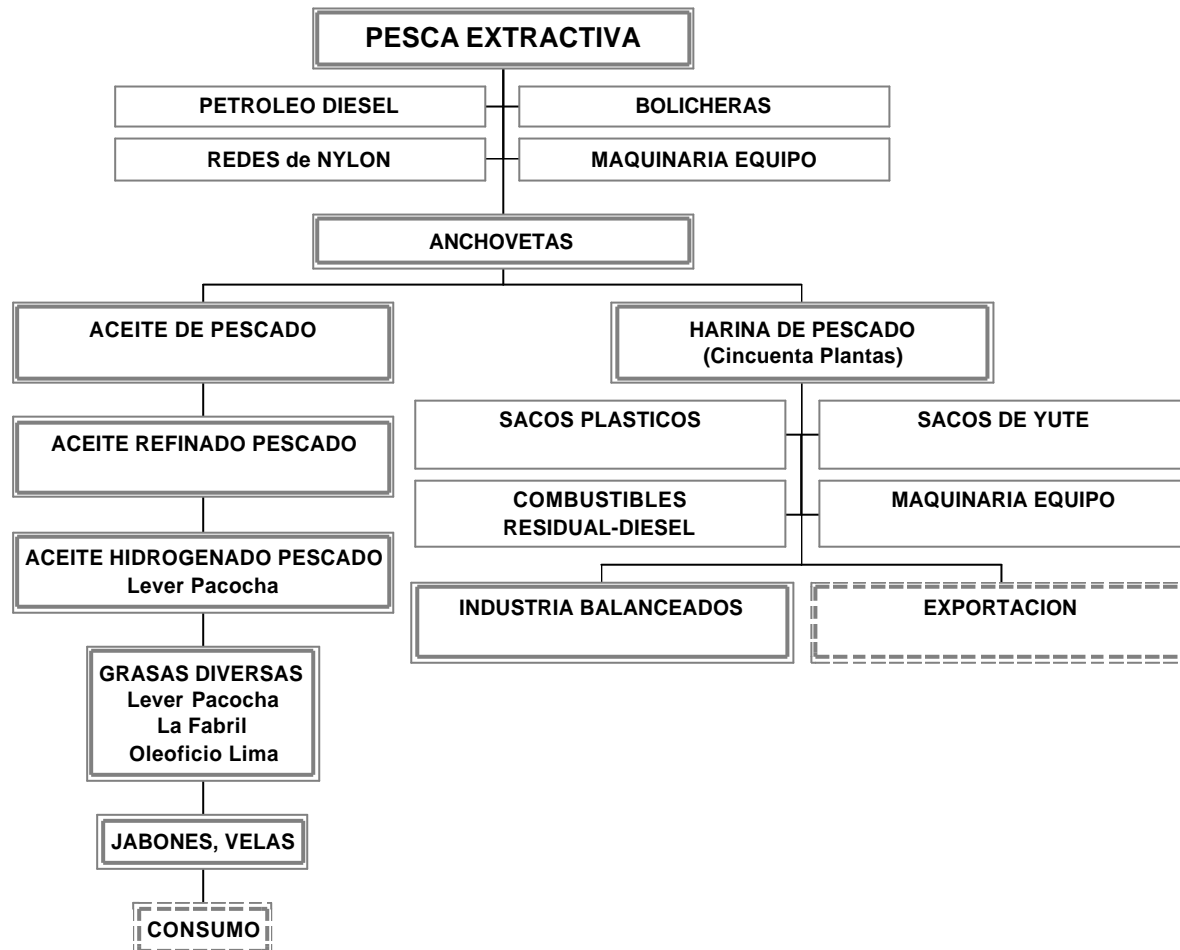 PESCA EXTRACTIVA
PETROLEO DIESEL
BOLICHERAS
REDES de NYLON
MAQUINARIA EQUIPO
ANCHOVETAS
ACEITE DE PESCADO
HARINA DE PESCADO
(Cincuenta Plantas)
SACOS PLASTICOS
SACOS DE YUTE
ACEITE REFINADO PESCADO
COMBUSTIBLES
RESIDUAL-DIESEL
MAQUINARIA EQUIPO
ACEITE HIDROGENADO PESCADO
Lever Pacocha
INDUSTRIA BALANCEADOS
EXPORTACION
GRASAS DIVERSAS
Lever Pacocha
La Fabril
Oleoficio Lima
JABONES, VELAS
CONSUMO